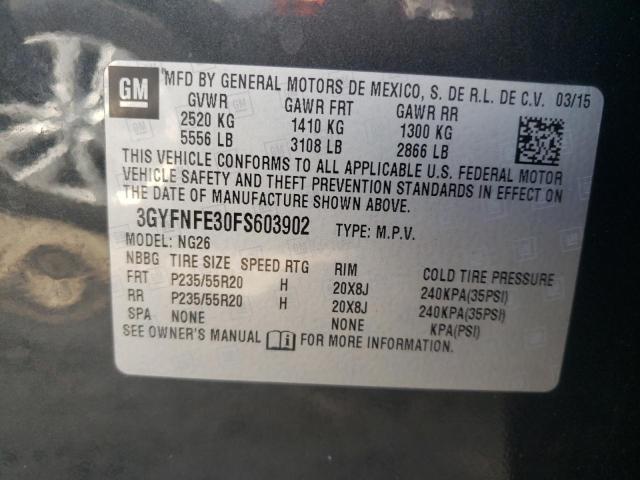 GM MFD BY GENERAL MOTORS DE MEXICO, S. DE R.L. DE C.V. 03/15
GVWR GAWR FRT GAWR RR
2520 KG 1410 KG 1300 KG
5556 LB 3108 LB 2866 LB
THIS VEHICLE CONFORMS TO ALL APPLICABLE U.S. FEDERAL MOTOR
VEHICLE SAFETY AND THEFT PREVENTION STANDARDS IN EFFECT ON
THE DATE OF MANUFACTURE SHOWN ABOVE.
3GYFNFE30FS603902 TYPE: M.P.V.
MODEL: NG26
NBBG TIRE SIZE SPEED RTG RIM COLD TIRE PRESSURE
FRT P235/55R20 H 20X8J 240KPA(35PSI)
RR P235/55R20 H 20X8J 240KPA(35PSI)
SPA NONE NONE KPA(PSI)
SEE OWNER'S MANUAL FOR MORE INFORMATION.